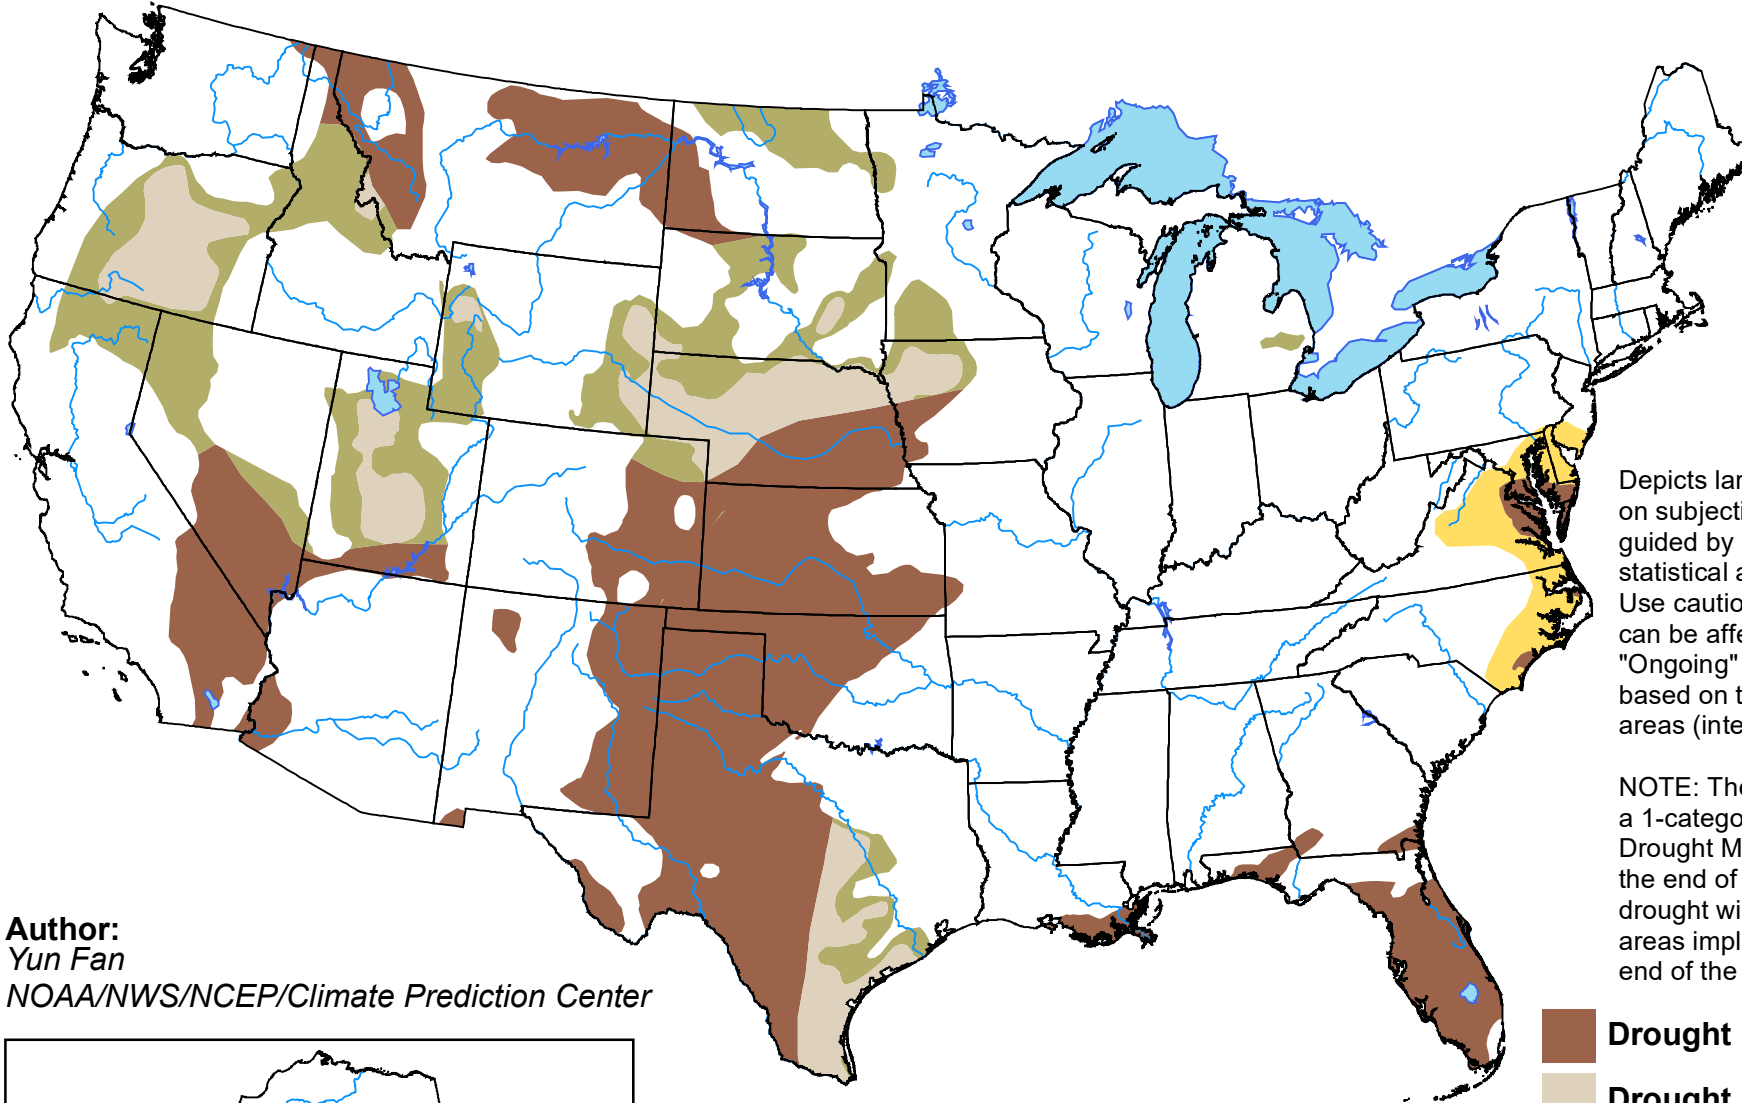 Depicts lar
on subjecti
guided by
statistical a
Use cautio
can be affe
"Ongoing"
based on t
areas (inte
NOTE: The
a 1-catego
Drought M
the end of
drought wi
areas impl
end of the
Author:
Yun Fan
NOAA/NWS/NCEP/Climate Prediction Center
Drought
Drought